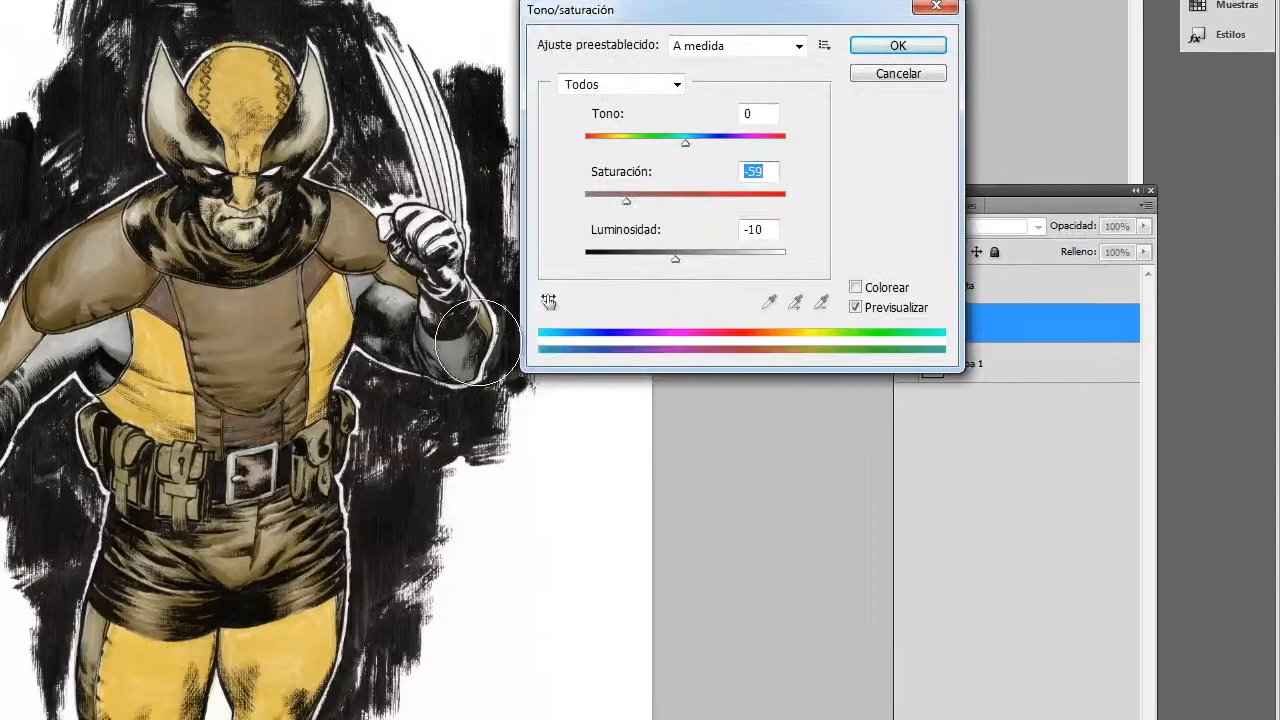 Tono/saturación
Muestras
Estilos
Ajuste preestablecido: A medida
OK
Todos
Cancelar
Tono: 0
Saturación: -59
Luminosidad: -10
Opacidad: 100%
Relleno: 100%
Colorear
Previsualizar